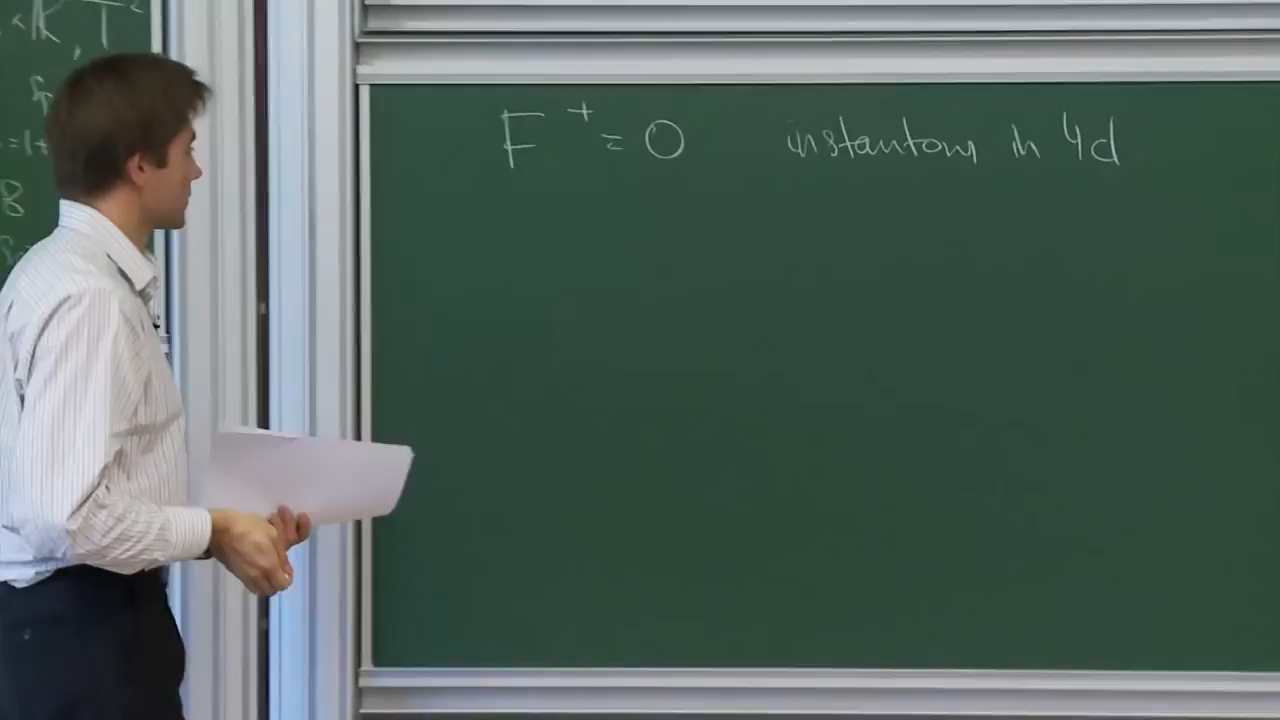 F⁺ = 0 instantons in 4d
B